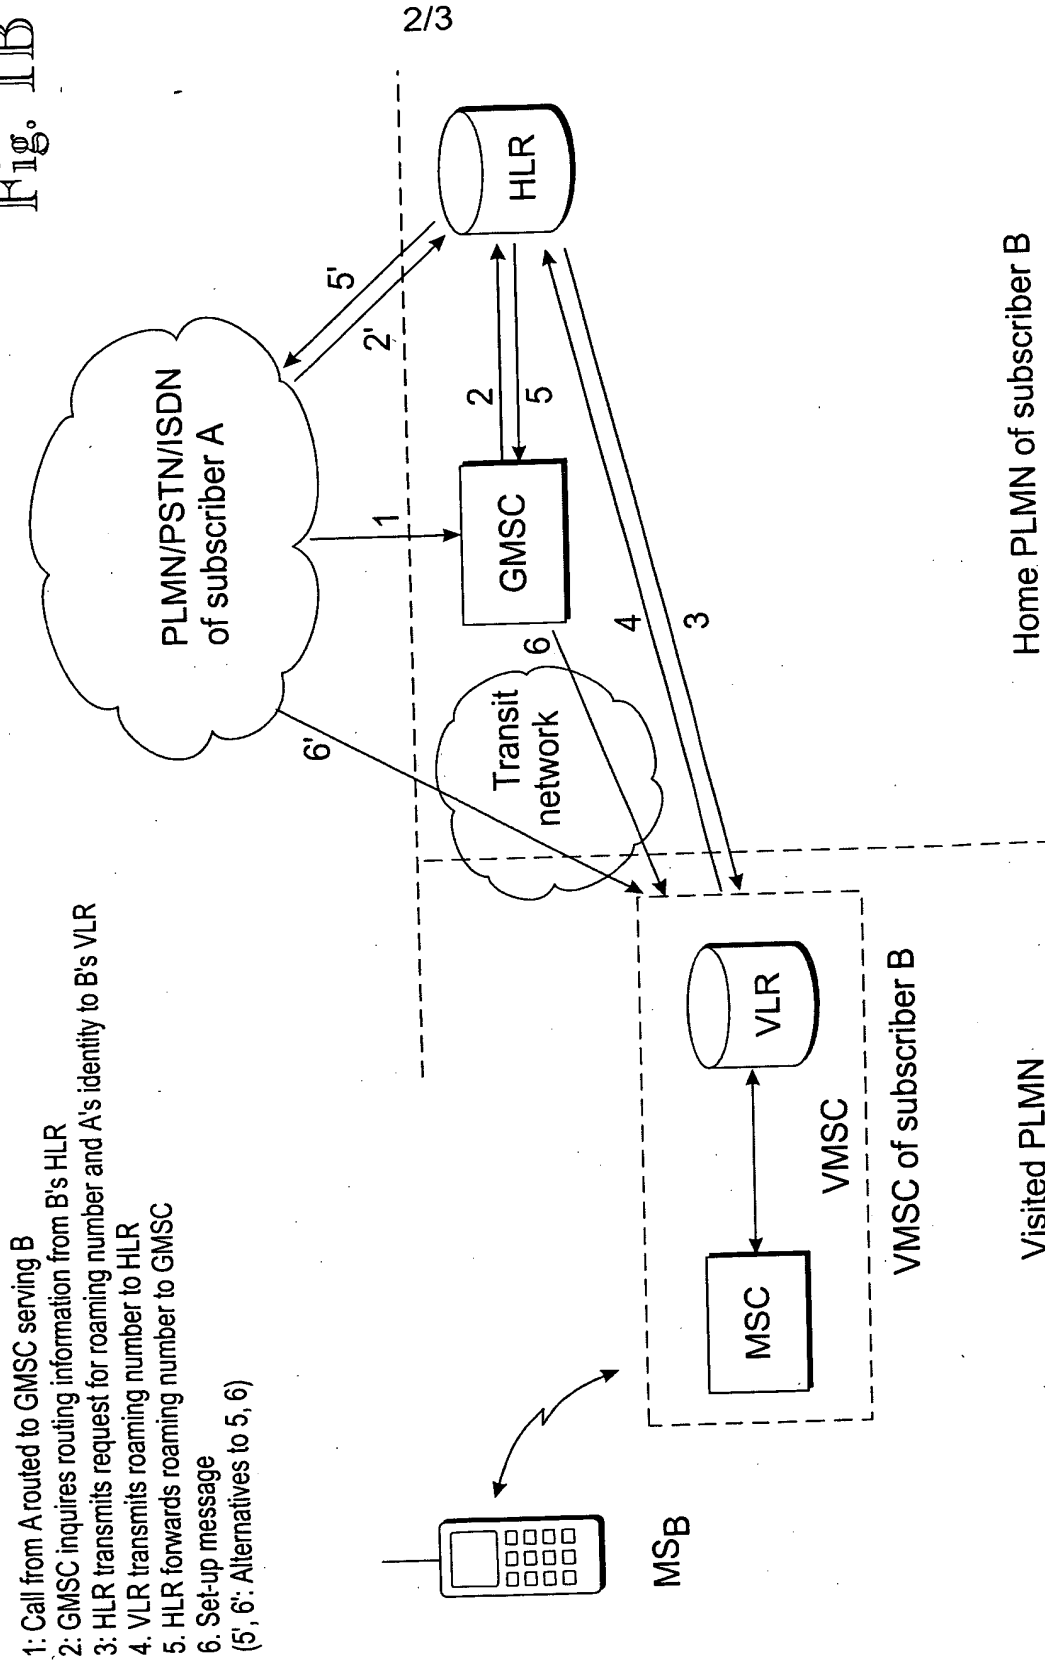 2/3
Fig. 1B
1: Call from A routed to GMSC serving B
2: GMSC inquires routing information from B's HLR
3: HLR transmits request for roaming number and A's identity to B's VLR
4. VLR transmits roaming number to HLR
5. HLR forwards roaming number to GMSC
6. Set-up message
(5', 6': Alternatives to 5, 6)
PLMN/PSTN/ISDN
of subscriber A
5'
2'
1
6'
HLR
2
5
GMSC
6
Transit
network
4
3
VLR
MSC
VMSC
VMSC of subscriber B
MSB
Visited PLMN
Home PLMN of subscriber B